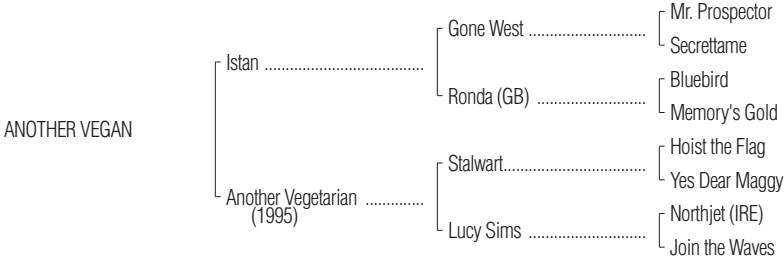 Mr. Prospector
Gone West ............................
Secrettame
Istan ......................................
Bluebird
Ronda (GB) ..........................
Memory's Gold
ANOTHER VEGAN
Hoist the Flag
Stalwart..................................
Yes Dear Maggy
Another Vegetarian ..............
(1995)
Northjet (IRE)
Lucy Sims ............................
Join the Waves